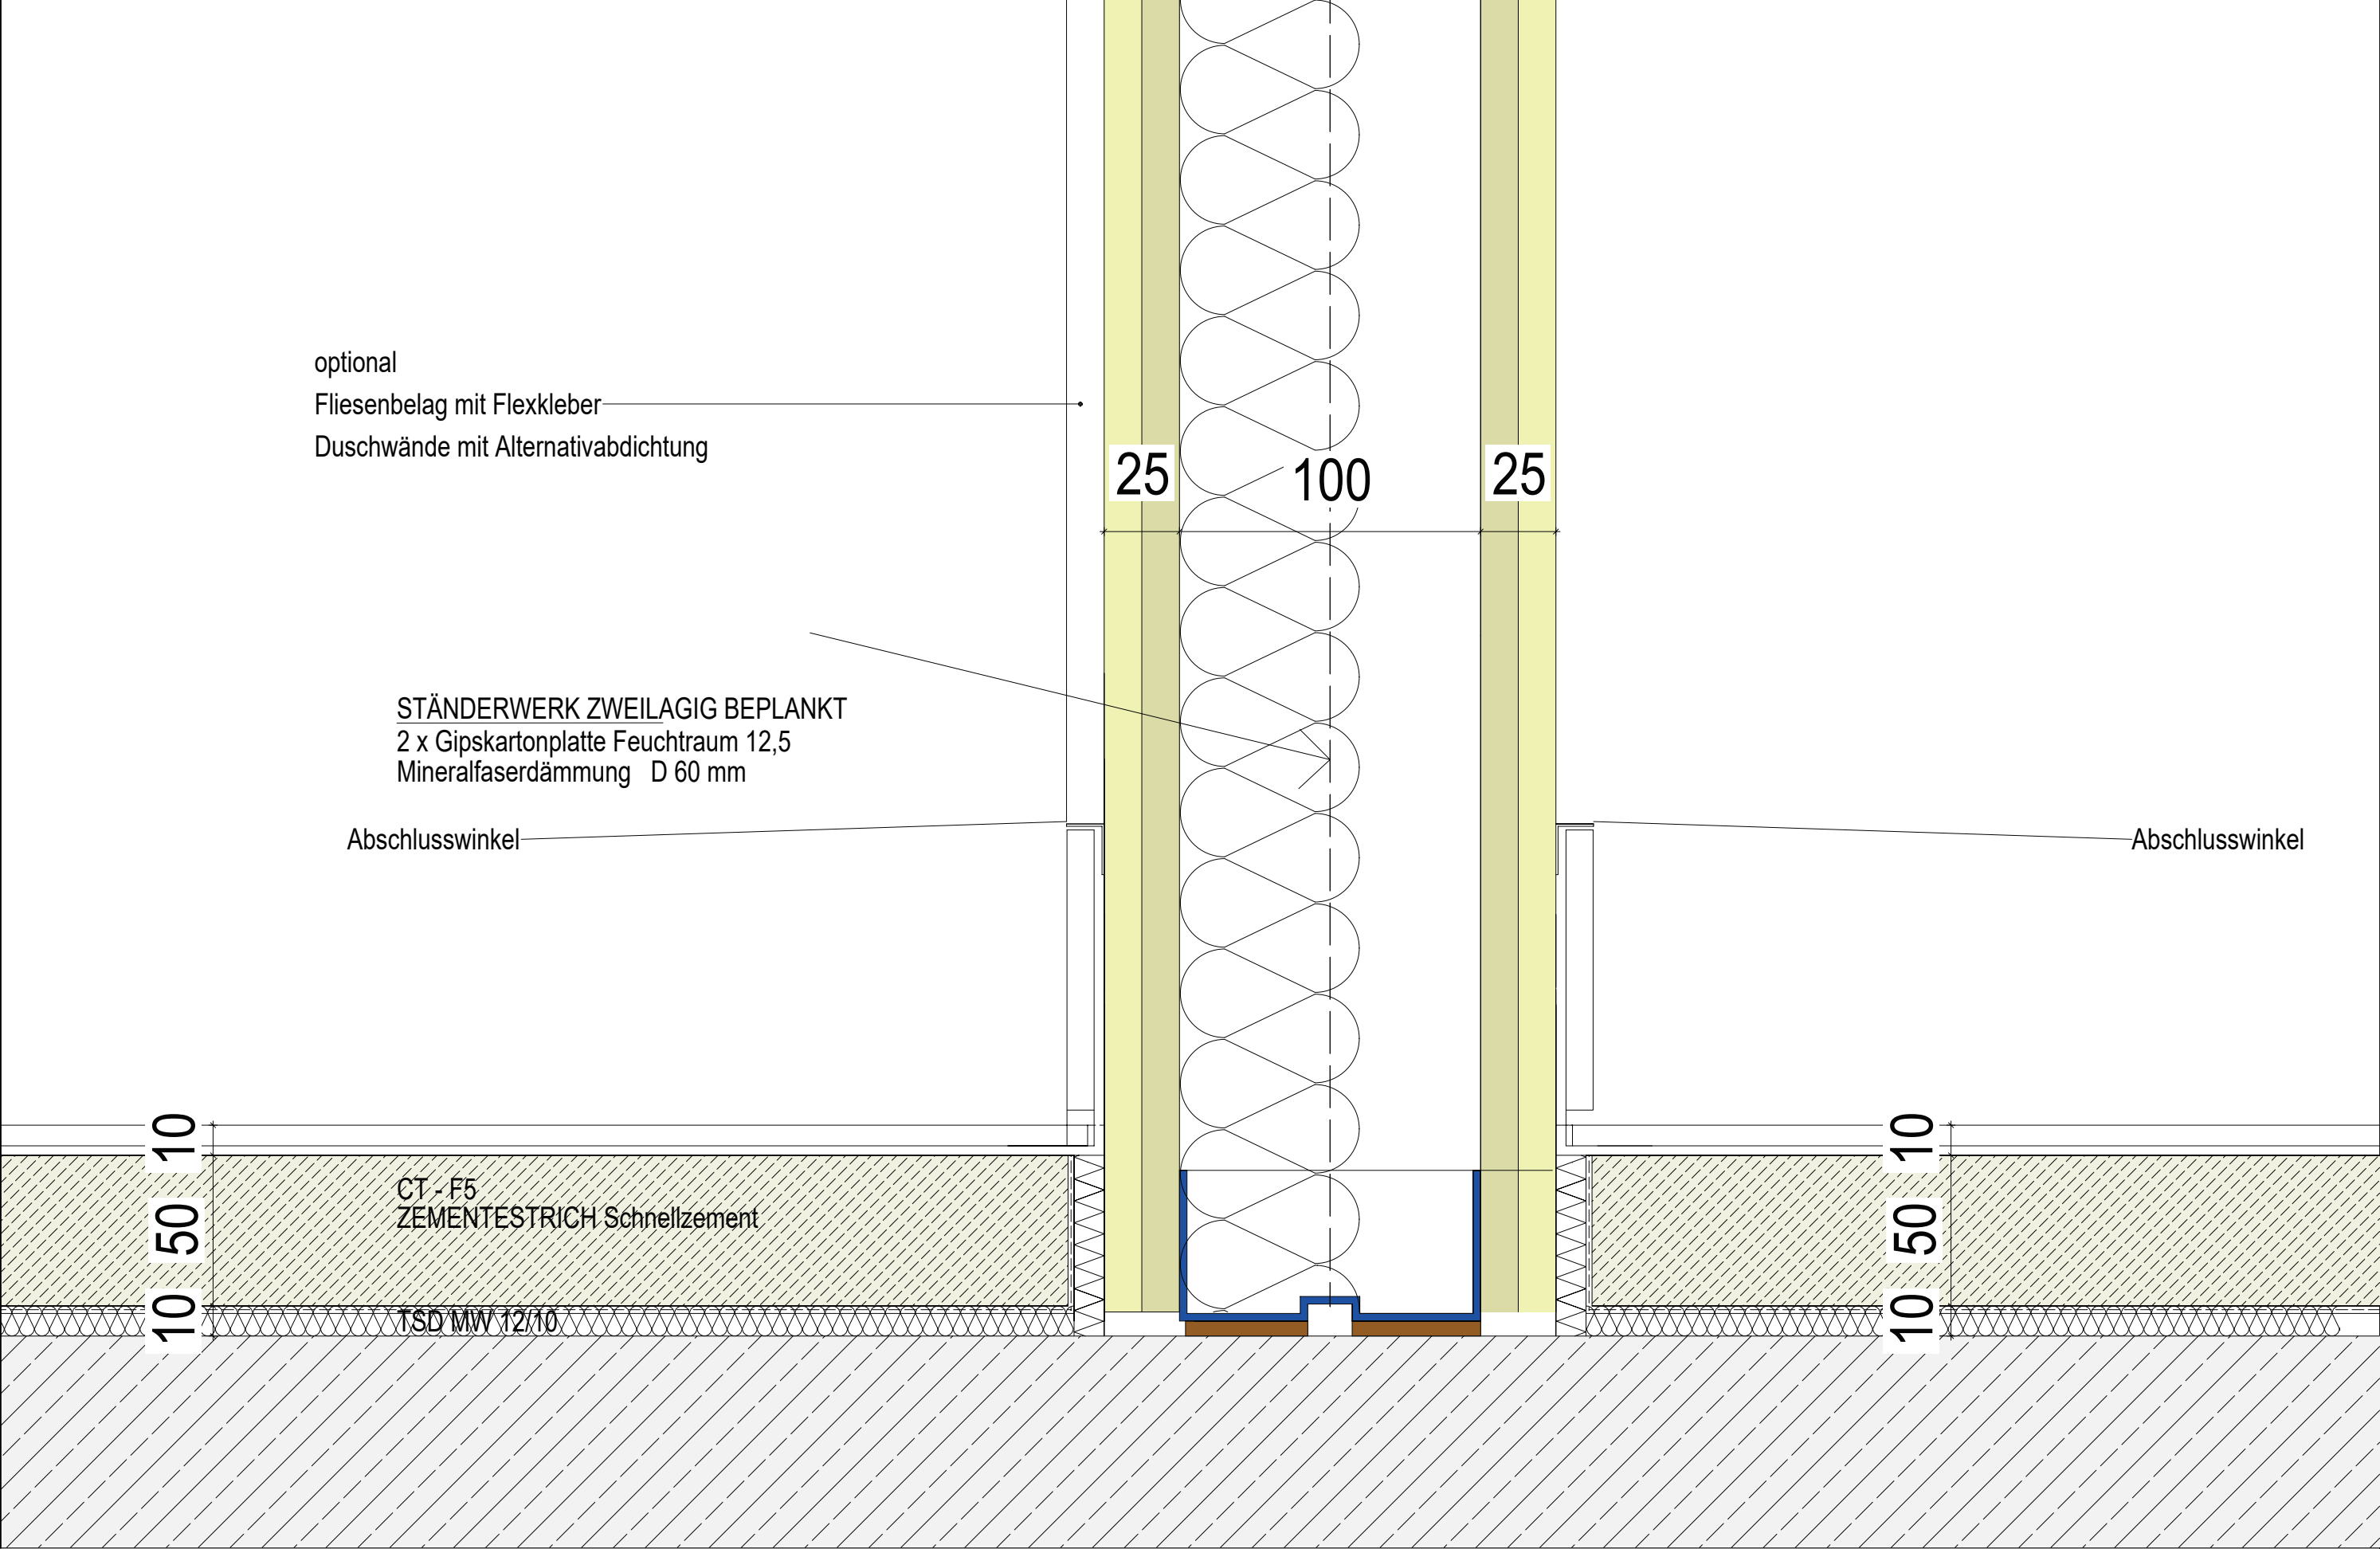 optional
Fliesenbelag mit Flexkleber
Duschwände mit Alternativabdichtung
25
100
25
STÄNDERWERK ZWEILAGIG BEPLANKT
2 x Gipskartonplatte Feuchtraum 12,5
Mineralfaserdämmung D 60 mm
Abschlusswinkel
Abschlusswinkel
10
50
10
CT - F5
ZEMENTESTRICH Schnellzement
TSD MW 12/10
10
50
10